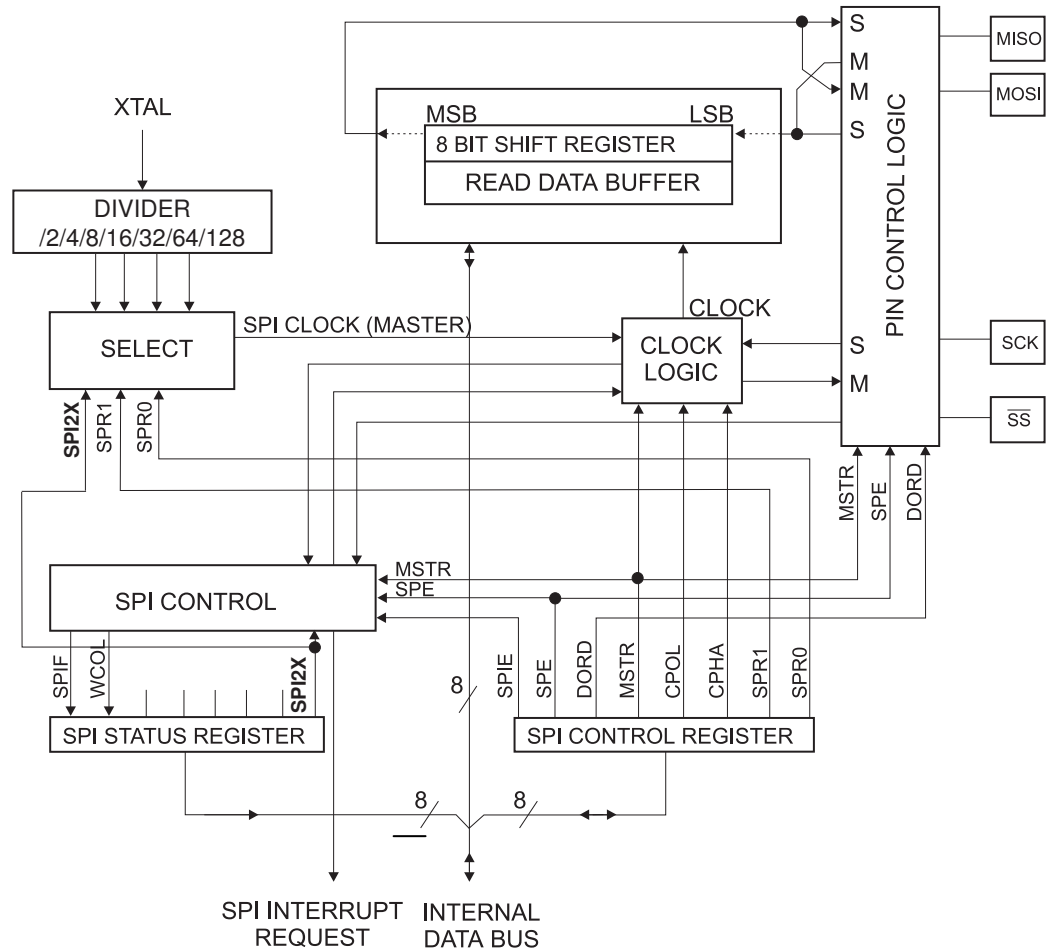 S
MISO
M
MOSI
M
S
XTAL
MSB
LSB
8 BIT SHIFT REGISTER
READ DATA BUFFER
DIVIDER
/2/4/8/16/32/64/128
PIN CONTROL LOGIC
SPI CLOCK (MASTER)
CLOCK
SELECT
CLOCK
LOGIC
S
SCK
M
SS
SPI2X
SPR1
SPR0
MSTR
SPE
DORD
MSTR
SPE
SPI CONTROL
SPIF
WCOL
SPI2X
8
SPIE
SPE
DORD
MSTR
CPOL
CPHA
SPR1
SPR0
SPI STATUS REGISTER
SPI CONTROL REGISTER
8
8
SPI INTERRUPT
REQUEST
INTERNAL
DATA BUS